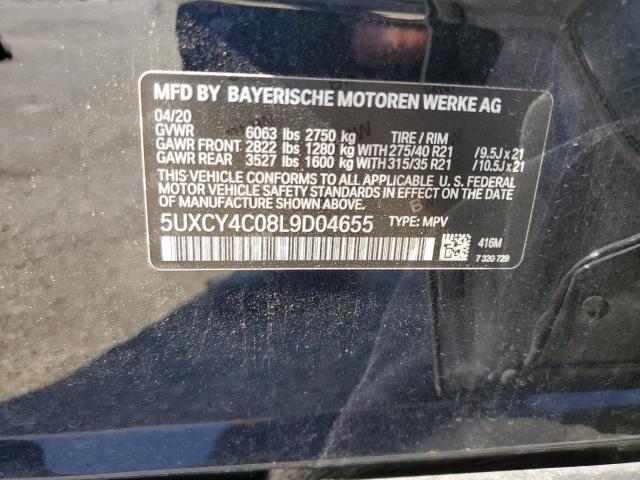 MFD BY BAYERISCHE MOTOREN WERKE AG
04/20
GVWR 6063 lbs 2750 kg TIRE / RIM
GAWR FRONT 2822 lbs 1280 kg WITH 275/40 R21 /9.5J x 21
GAWR REAR 3527 lbs 1600 kg WITH 315/35 R21 /10.5J x 21
THIS VEHICLE CONFORMS TO ALL APPLICABLE U. S. FEDERAL
MOTOR VEHICLE SAFETY STANDARDS IN EFFECT ON THE DATE
OF MANUFACTURE SHOWN ABOVE.
5UXCY4C08L9D04655 TYPE: MPV
416M
7 320 729